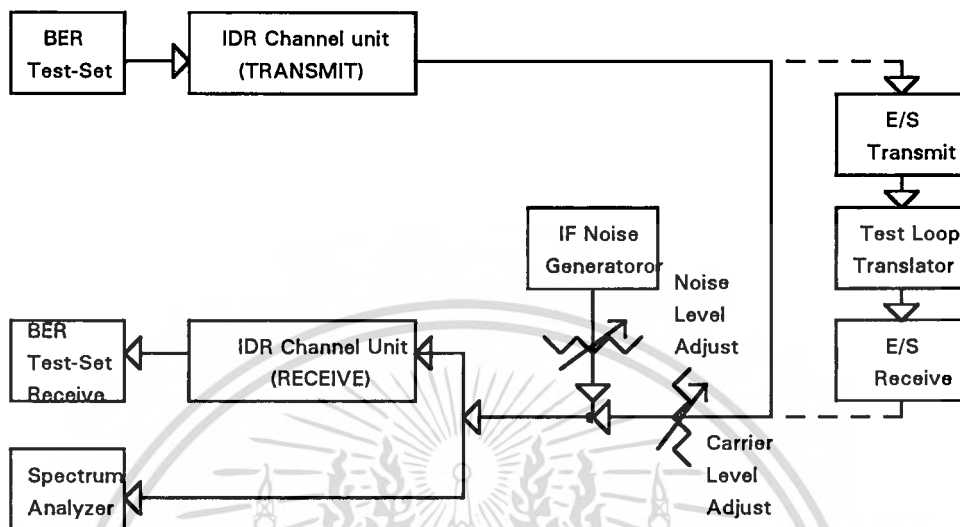 BER
Test-Set
IDR Channel unit
(TRANSMIT)
E/S
Transmit
IF Noise
Generatoror
Test Loop
Translator
Noise
Level
Adjust
BER
Test-Set
Receive
IDR Channel Unit
(RECEIVE)
E/S
Receive
Carrier
Level
Adjust
Spectrum
Analyzer